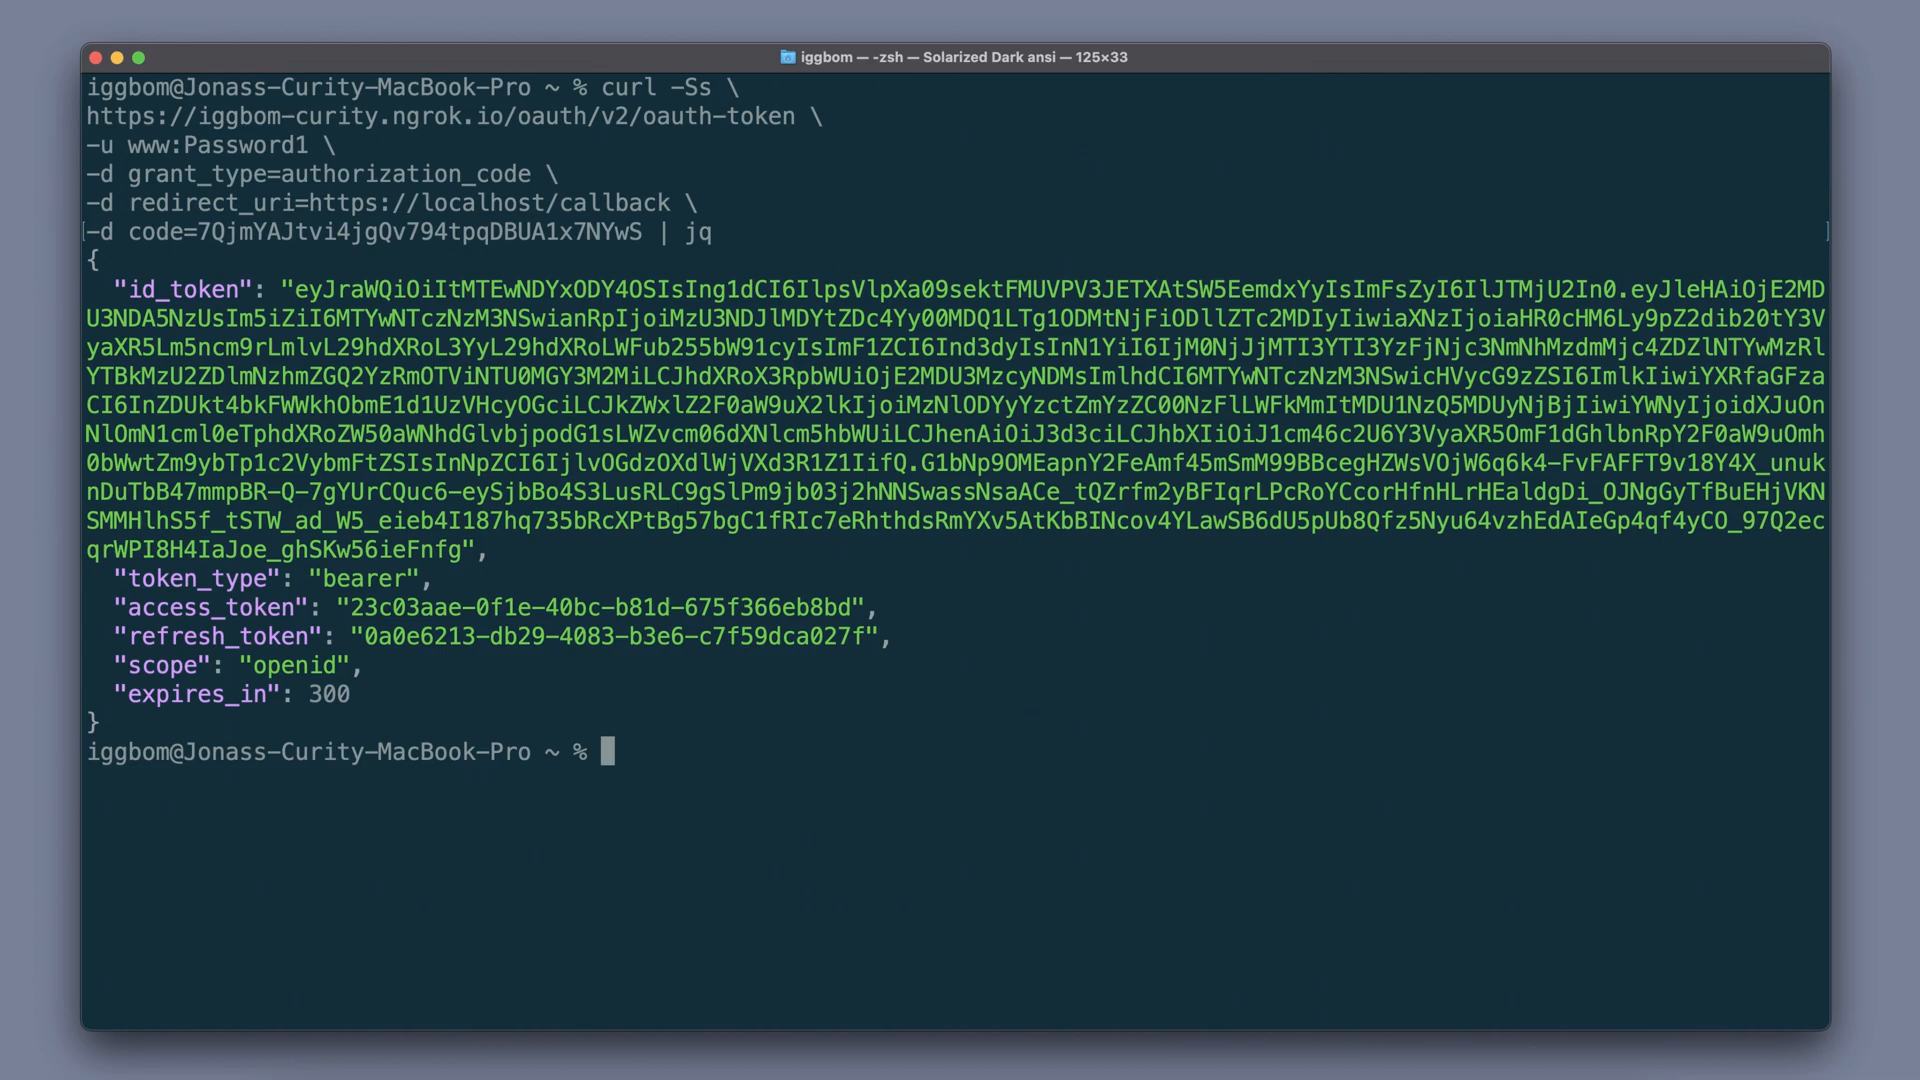 iggbom — -zsh — Solarized Dark ansi — 125×33
iggbom@Jonass-Curity-MacBook-Pro ~ % curl -Ss \
https://iggbom-curity.ngrok.io/oauth/v2/oauth-token \
-u www:Password1 \
-d grant_type=authorization_code \
-d redirect_uri=https://localhost/callback \
[-d code=7QjmYAJtvi4jgQv794tpqDBUA1x7NYwS | jq ]
{
"id_token": "eyJraWQiOiItMTEwNDYxODY4OSIsIng1dCI6IlpsVlpXa09sektFMUVPV3JETXAtSW5EemdxYyIsImFsZyI6IlJTMjU2In0.eyJleHAiOjE2MD
U3NDA5NzUsIm5iZiI6MTYwNTczNzM3NSwianRpIjoiMzU3NDJlMDYtZDc4Yy00MDQ1LTg1ODMtNjFiODllZTc2MDIyIiwiaXNzIjoiaHR0cHM6Ly9pZ2dib20tY3V
yaXR5Lm5ncm9rLmlvL29hdXRoL3YyL29hdXRoLWFub255bW91cyIsImF1ZCI6Ind3dyIsInN1YiI6IjM0NjJjMTI3YTI3YzFjNjc3NmNhMzdmMjc4ZDZlNTYwMzRl
YTBkMzU2ZDlmNzhmZGQ2YzRmOTViNTU0MGY3M2MiLCJhdXRoX3RpbWUiOjE2MDU3MzcyNDMsImlhdCI6MTYwNTczNzM3NSwicHVycG9zZSI6ImlkIiwiYXRfaGFza
CI6InZDUkt4bkFWWkhObmE1d1UzVHcyOGciLCJkZWxlZ2F0aW9uX2lkIjoiMzNlODYyYzctZmYzZC00NzFlLWFkMmItMDU1NzQ5MDUyNjBjIiwiYWNyIjoidXJuOn
NlOmN1cml0eTphdXRoZW50aWNhdGlvbjpodG1sLWZvcm06dXNlcm5hbWUiLCJhenAiOiJ3d3ciLCJhbXIiOiJ1cm46c2U6Y3VyaXR5OmF1dGhlbnRpY2F0aW9uOmh
0bWwtZm9ybTp1c2VybmFtZSIsInNpZCI6IjlvOGdzOXdlWjVXd3R1Z1IifQ.G1bNp9OMEapnY2FeAmf45mSmM99BBcegHZWsVOjW6q6k4-FvFAFFT9v18Y4X_unuk
nDuTbB47mmpBR-Q-7gYUrCQuc6-eySjbBo4S3LusRLC9gSlPm9jb03j2hNNSwassNsaACe_tQZrfm2yBFIqrLPcRoYCcorHfnHLrHEaldgDi_OJNgGyTfBuEHjVKN
SMMHlhS5f_tSTW_ad_W5_eieb4I187hq735bRcXPtBg57bgC1fRIc7eRhthdsRmYXv5AtKbBINcov4YLawSB6dU5pUb8Qfz5Nyu64vzhEdAIeGp4qf4yCO_97Q2ec
qrWPI8H4IaJoe_ghSKw56ieFnfg",
"token_type": "bearer",
"access_token": "23c03aae-0f1e-40bc-b81d-675f366eb8bd",
"refresh_token": "0a0e6213-db29-4083-b3e6-c7f59dca027f",
"scope": "openid",
"expires_in": 300
}
iggbom@Jonass-Curity-MacBook-Pro ~ %